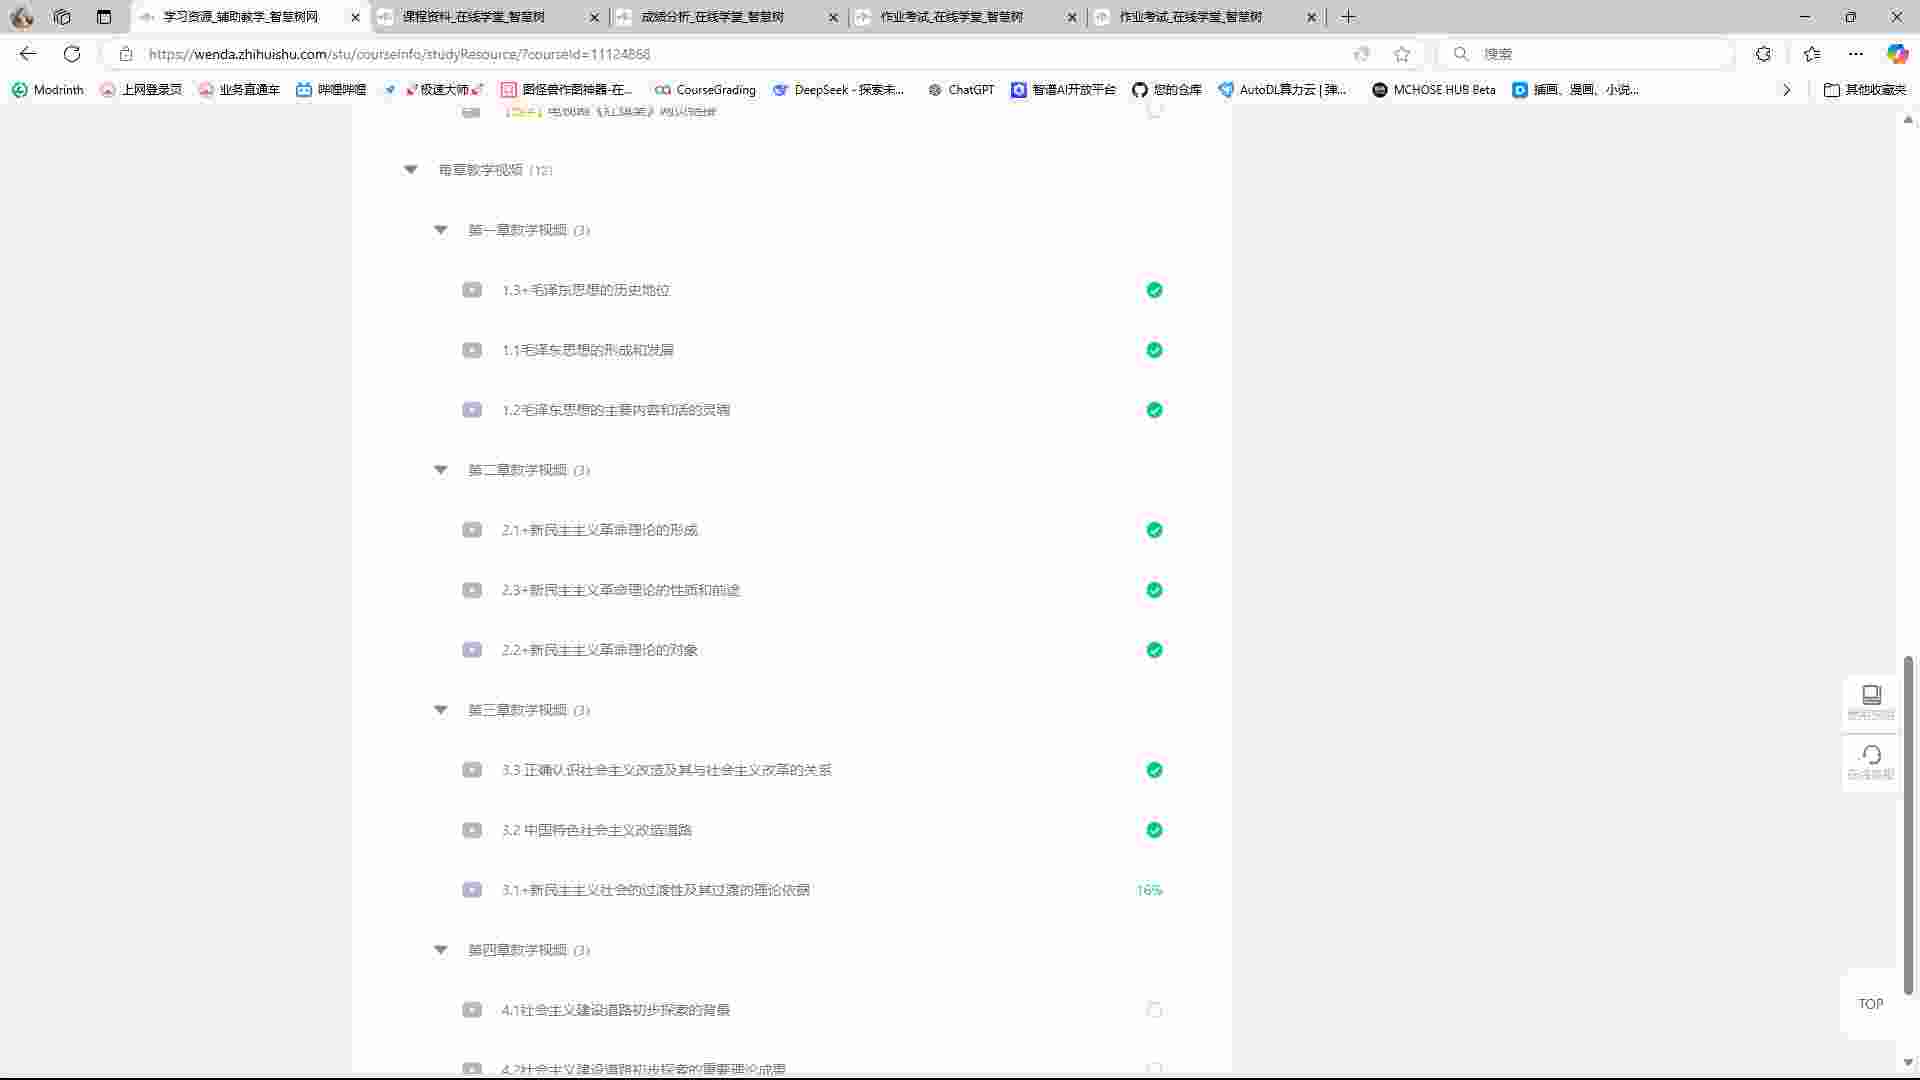 学习资源_辅助教学_智慧树网
课程资料_在线学堂_智慧树
成绩分析_在线学堂_智慧树
作业考试_在线学堂_智慧树
作业考试_在线学堂_智慧树
https://wenda.zhihuishu.com/stu/courseInfo/studyResource/?courseId=11124868
搜索
Modrinth
上网登录页
业务直通车
哔哩哔哩
极速大师
图怪兽作图神器-在...
CourseGrading
DeepSeek - 探索未...
ChatGPT
智谱AI开放平台
您的仓库
AutoDL算力云 | 弹...
MCHOSE HUB Beta
插画、漫画、小说...
其他收藏夹
每章教学视频 (12)
第一章教学视频 (3)
1.3+毛泽东思想的历史地位
1.1毛泽东思想的形成和发展
1.2毛泽东思想的主要内容和活的灵魂
第二章教学视频 (3)
2.1+新民主主义革命理论的形成
2.3+新民主主义革命理论的性质和前途
2.2+新民主主义革命理论的对象
第三章教学视频 (3)
3.3 正确认识社会主义改造及其与社会主义改革的关系
3.2 中国特色社会主义改造道路
3.1+新民主主义社会的过渡性及其过渡的理论依据
16%
第四章教学视频 (3)
4.1社会主义建设道路初步探索的背景
4.2社会主义建设道路初步探索的重要理论成果
TOP